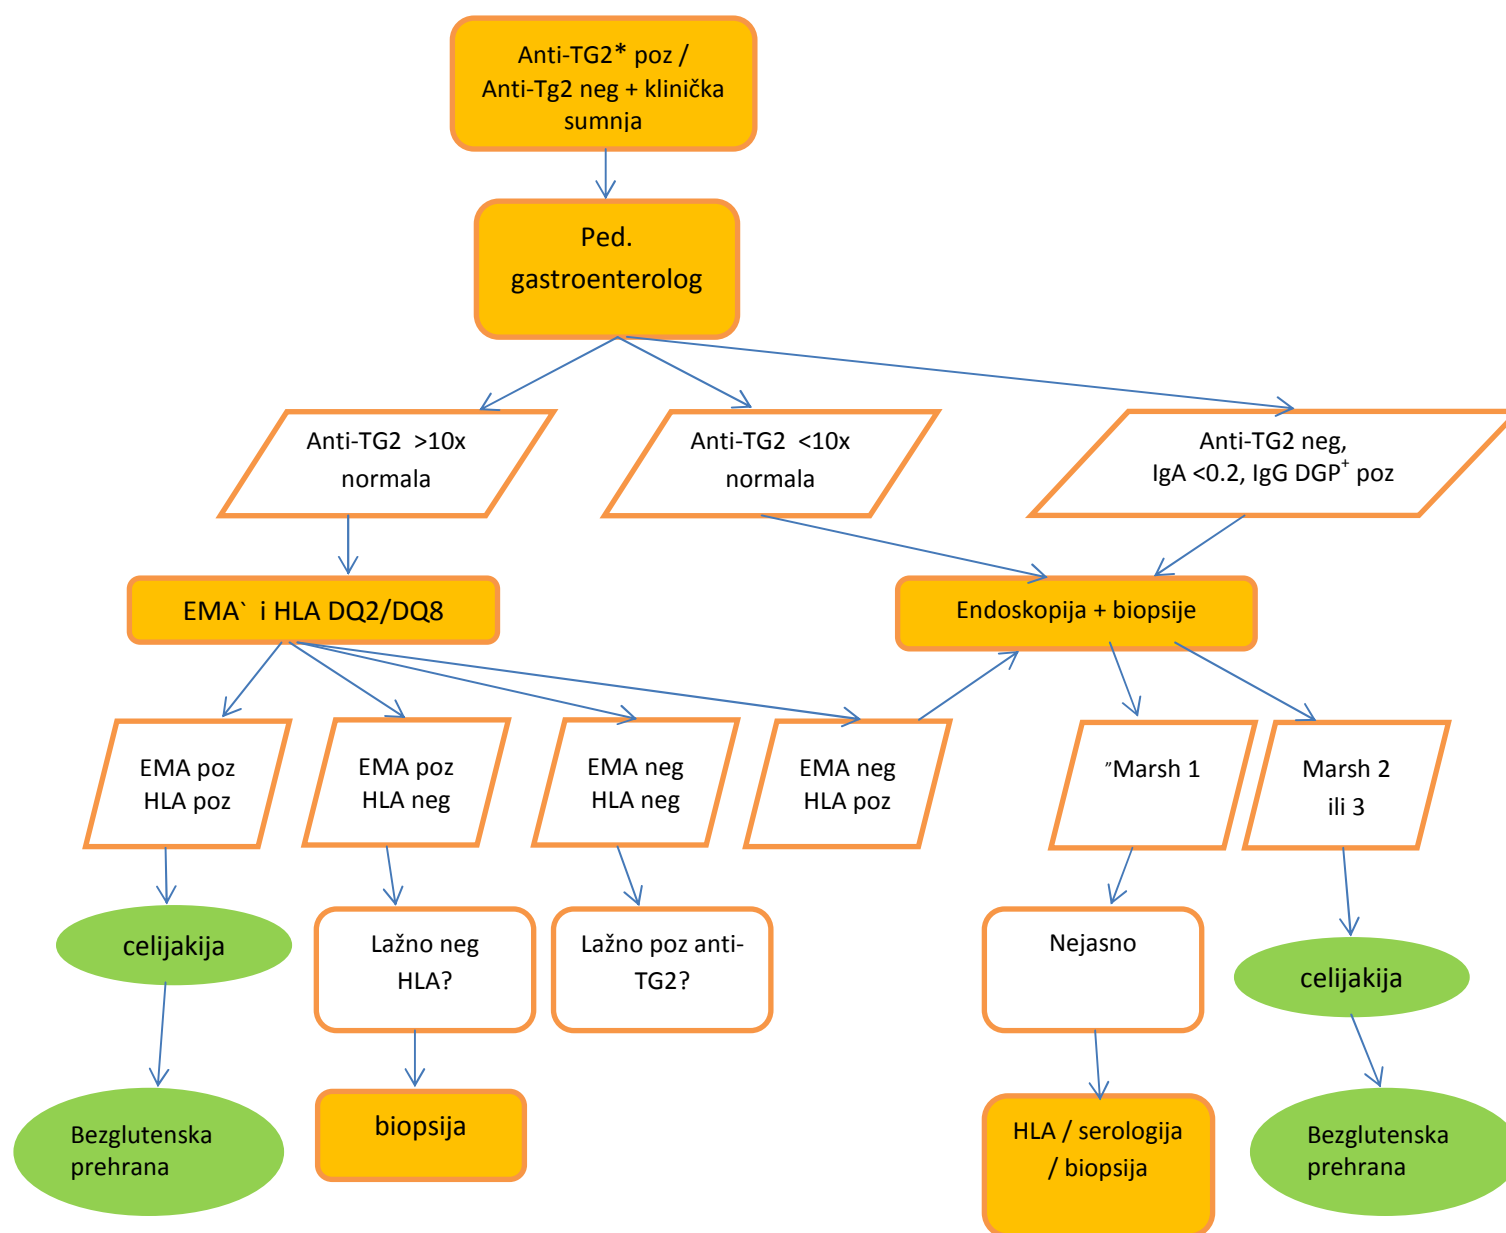 Anti-TG2* poz /
Anti-Tg2 neg + klinička
sumnja
Ped.
gastroenterolog
Anti-TG2 >10x
normala
Anti-TG2 <10x
normala
Anti-TG2 neg,
IgA <0.2, IgG DGP⁺ poz
EMA` i HLA DQ2/DQ8
Endoskopija + biopsije
EMA poz
HLA poz
EMA poz
HLA neg
EMA neg
HLA neg
EMA neg
HLA poz
"Marsh 1
Marsh 2
ili 3
celijakija
Lažno neg
HLA?
Lažno poz anti-
TG2?
Nejasno
celijakija
Bezglutenska
prehrana
biopsija
HLA / serologija
/ biopsija
Bezglutenska
prehrana